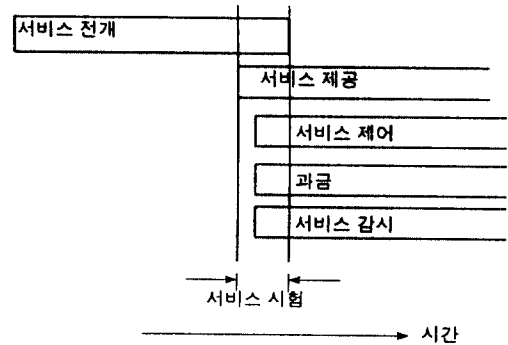 서비스 전개
서비스 제공
서비스 제어
과금
서비스 감시
서비스 시험
시간